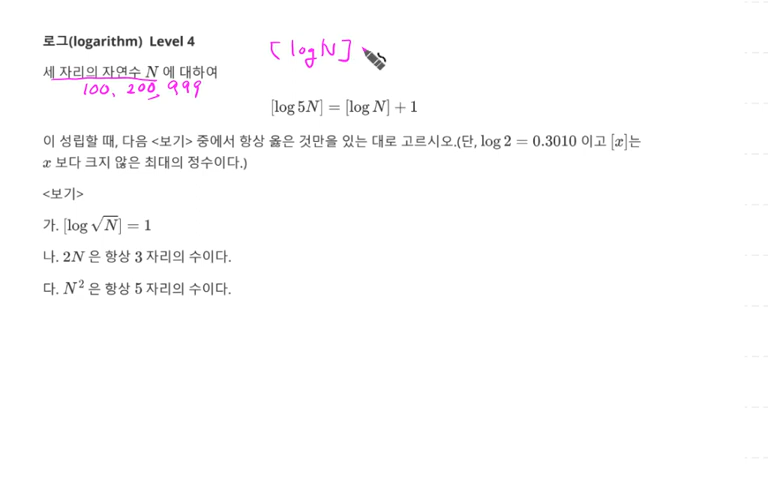 로그(logarithm) Level 4
[log N]
세 자리의 자연수 N 에 대하여
100, 200, 999
[log 5N] = [log N] + 1
이 성립할 때, 다음 <보기> 중에서 항상 옳은 것만을 있는 대로 고르시오.(단, log 2 = 0.3010 이고 [x]는
x 보다 크지 않은 최대의 정수이다.)
<보기>
가. [log √N] = 1
나. 2N 은 항상 3 자리의 수이다.
다. N² 은 항상 5 자리의 수이다.